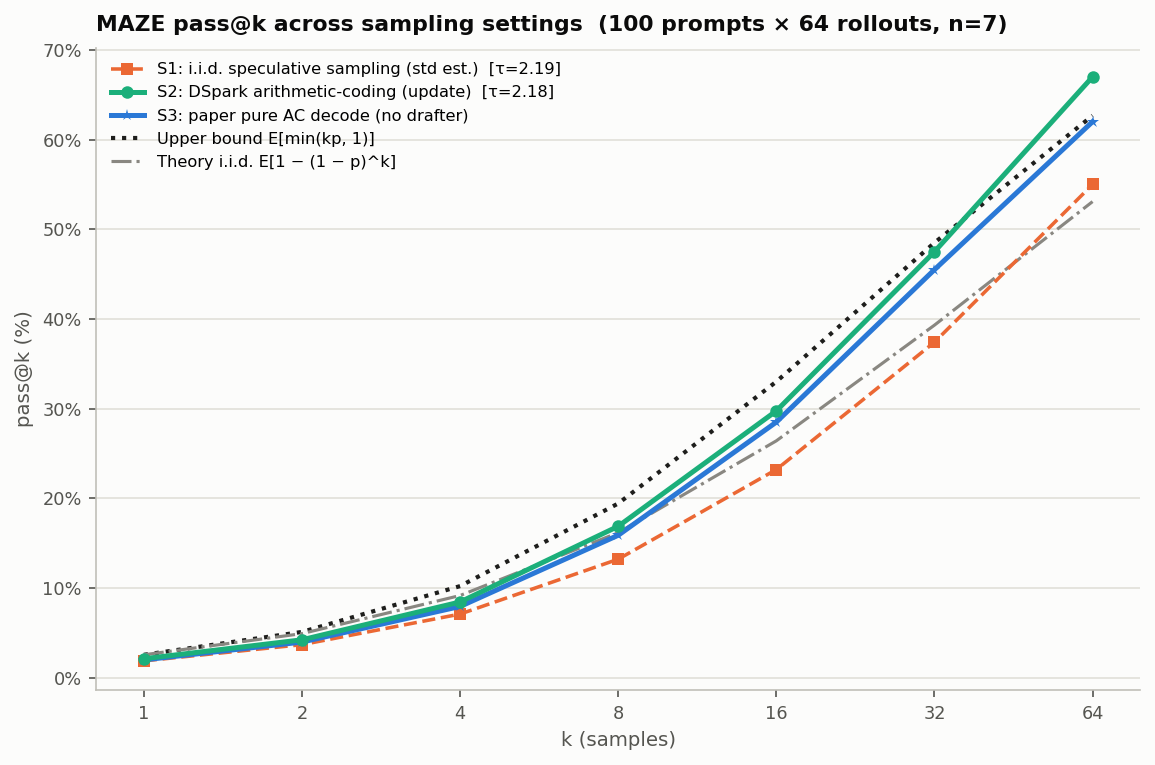 MAZE pass@k across sampling settings  (100 prompts × 64 rollouts, n=7)
70%
60%
50%
40%
30%
20%
10%
0%
pass@k (%)
S1: i.i.d. speculative sampling (std est.)  [τ=2.19]
S2: DSpark arithmetic-coding (update)  [τ=2.18]
S3: paper pure AC decode (no drafter)
Upper bound E[min(kp, 1)]
Theory i.i.d. E[1 − (1 − p)^k]
1 2 4 8 16 32 64
k (samples)